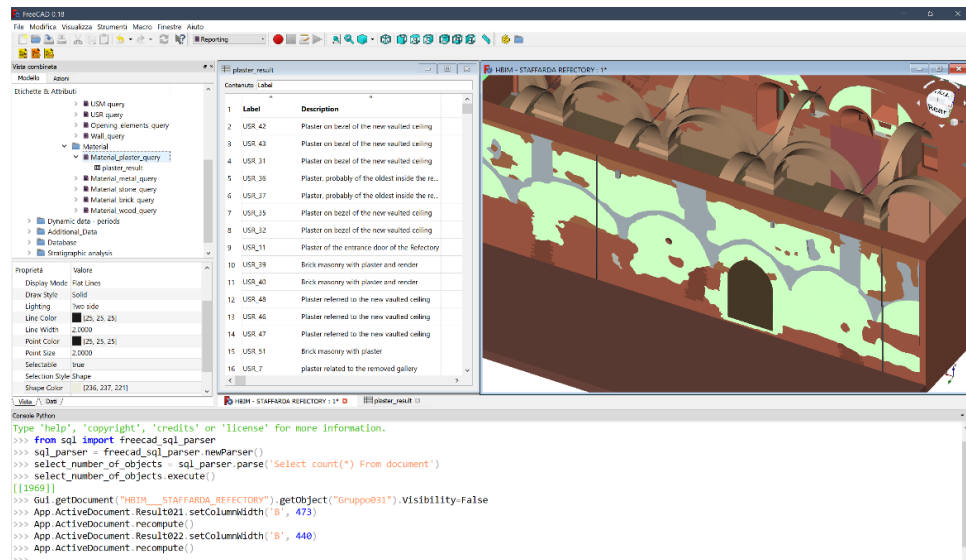 FreeCAD 0.18
File Modifica Visualizza Strumenti Macro Finestre Aiuto
Reporting
Vista combinata
Modello Azioni
Etichette & Attributi
USM query
USR query
Opening_elements_query
Wall_query
Material
Material_plaster_query
plaster_result
Material_metal_query
Material_stone_query
Material_brick_query
Material_wood_query
Dynamic data - periods
Additional_Data
Database
Stratigraphic analysis
Proprietà Valore
Display Mode Flat Lines
Draw Style Solid
Lighting Two side
Line Color [25, 25, 25]
Line Width 2.0000
Point Color [25, 25, 25]
Point Size 2.0000
Selectable true
Selection Style Shape
Shape Color [236, 237, 221]
Vista Dati
plaster_result
Contenuto Label
1 Label Description
2 USR_42 Plaster on bezel of the new vaulted ceiling
3 USR_43 Plaster on bezel of the new vaulted ceiling
4 USR_31 Plaster on bezel of the new vaulted ceiling
5 USR_36 Plaster, probably of the oldest inside the re...
6 USR_37 Plaster, probably of the oldest inside the re...
7 USR_35 Plaster on bezel of the new vaulted ceiling
8 USR_32 Plaster on bezel of the new vaulted ceiling
9 USR_11 Plaster of the entrance door of the Refectory
10 USR_39 Brick masonry with plaster and render
11 USR_40 Brick masonry with plaster and render
12 USR_48 Plaster referred to the new vaulted ceiling
13 USR_46 Plaster referred to the new vaulted ceiling
14 USR_47 Plaster referred to the new vaulted ceiling
15 USR_51 Brick masonry with plaster
16 USR_7 plaster related to the removed gallery
HBIM - STAFFARDA REFECTORY : 1*
Rear
HBIM - STAFFARDA REFECTORY : 1* plaster_result
Console Python
Type 'help', 'copyright', 'credits' or 'license' for more information.
>>> from sql import freecad_sql_parser
>>> sql_parser = freecad_sql_parser.newParser()
>>> select_number_of_objects = sql_parser.parse('Select count(*) From document')
>>> select_number_of_objects.execute()
[[1969]]
>>> Gui.getDocument("HBIM___STAFFARDA_REFECTORY").getObject("Gruppo031").Visibility=False
>>> App.ActiveDocument.Result021.setColumnWidth('B', 473)
>>> App.ActiveDocument.recompute()
>>> App.ActiveDocument.Result022.setColumnWidth('B', 440)
>>> App.ActiveDocument.recompute()
>>>